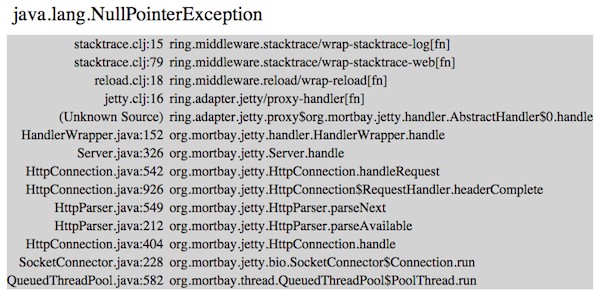 java.lang.NullPointerException
stacktrace.clj:15 ring.middleware.stacktrace/wrap-stacktrace-log[fn]
stacktrace.clj:79 ring.middleware.stacktrace/wrap-stacktrace-web[fn]
reload.clj:18 ring.middleware.reload/wrap-reload[fn]
jetty.clj:16 ring.adapter.jetty/proxy-handler[fn]
(Unknown Source) ring.adapter.jetty.proxy$org.mortbay.jetty.handler.AbstractHandler$0.handle
HandlerWrapper.java:152 org.mortbay.jetty.handler.HandlerWrapper.handle
Server.java:326 org.mortbay.jetty.Server.handle
HttpConnection.java:542 org.mortbay.jetty.HttpConnection.handleRequest
HttpConnection.java:926 org.mortbay.jetty.HttpConnection$RequestHandler.headerComplete
HttpParser.java:549 org.mortbay.jetty.HttpParser.parseNext
HttpParser.java:212 org.mortbay.jetty.HttpParser.parseAvailable
HttpConnection.java:404 org.mortbay.jetty.HttpConnection.handle
SocketConnector.java:228 org.mortbay.jetty.bio.SocketConnector$Connection.run
QueuedThreadPool.java:582 org.mortbay.thread.QueuedThreadPool$PoolThread.run